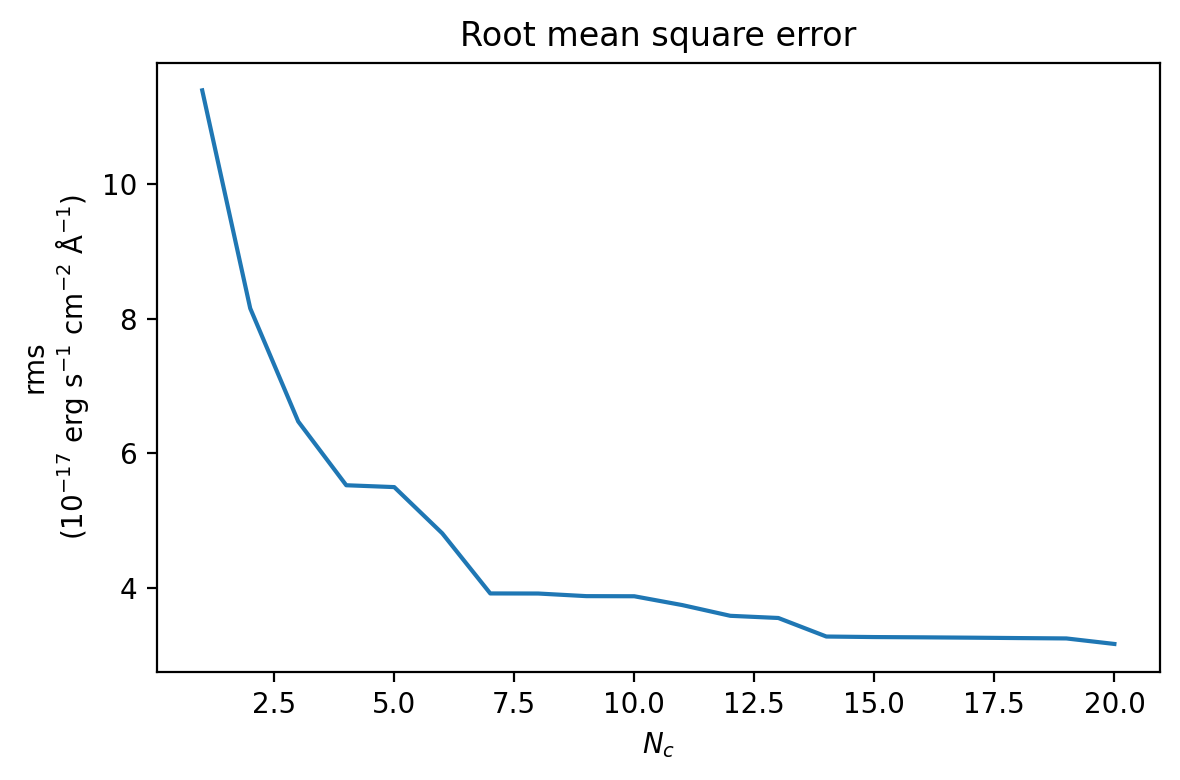 Root mean square error
rms
(10⁻¹⁷ erg s⁻¹ cm⁻² Å⁻¹)
10
8
6
4
2.5 5.0 7.5 10.0 12.5 15.0 17.5 20.0
N_c